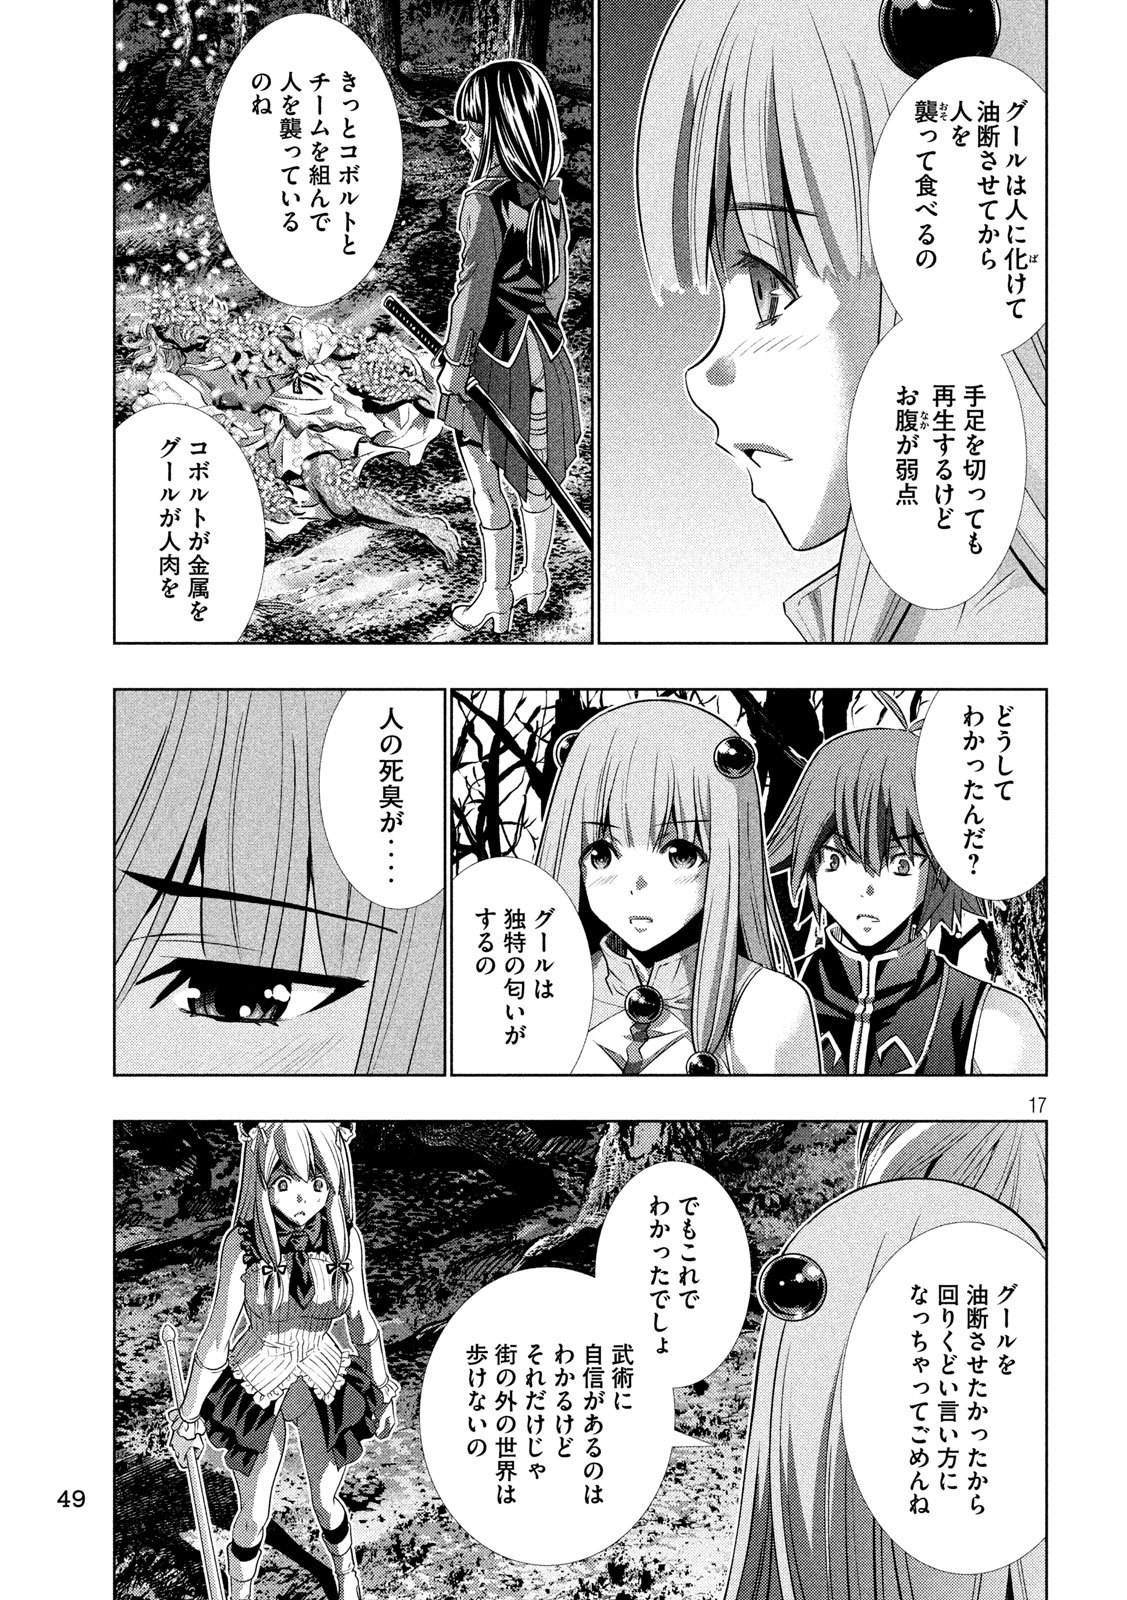 グールは人に化けて
油断させてから
人を
襲って食べるの
手足を切っても
再生するけど
お腹が弱点
きっとコボルトと
チームを組んで
人を襲っている
のね
コボルトが金属を
グールが人肉を
どうして
わかったんだ?
グールは
独特の匂いが
するの
人の死臭が‥‥
17
グールを
油断させたかったから
回りくどい言い方に
なっちゃってごめんね
でもこれで
わかったでしょ
武術に
自信があるのは
わかるけど
それだけじゃ
街の外の世界は
歩けないの
49